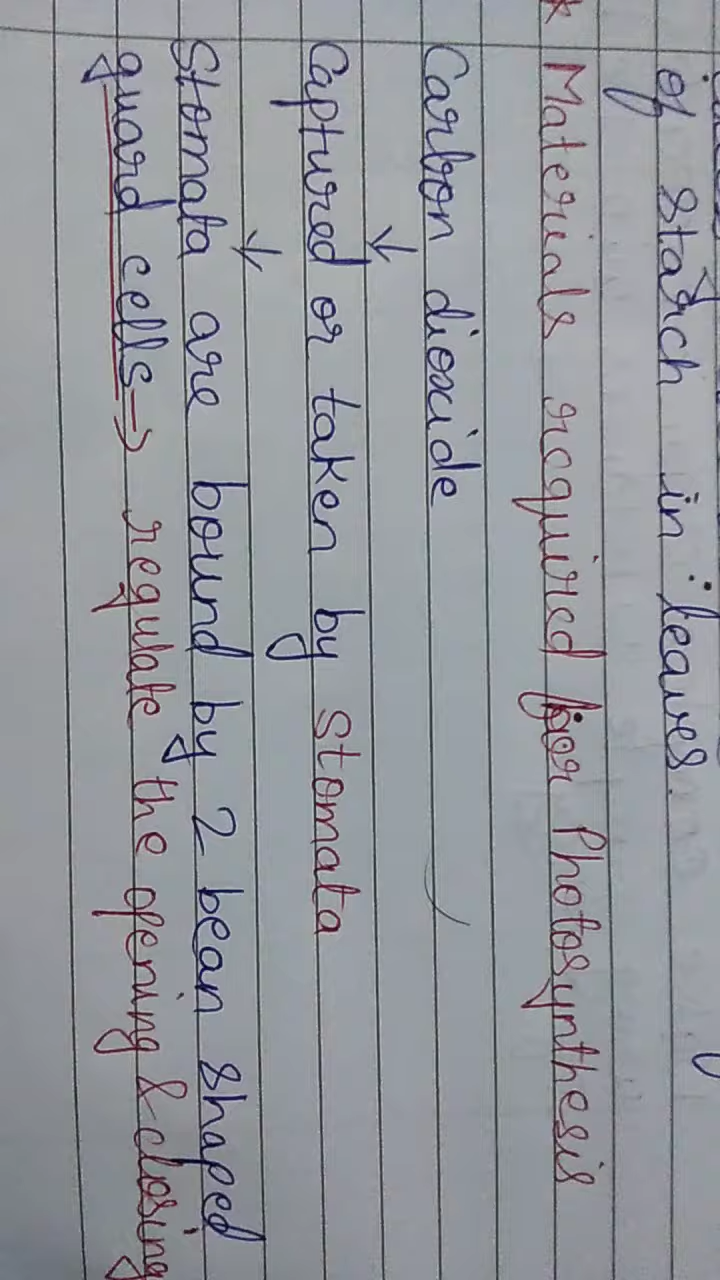 of starch in leaves.
* Materials required for Photosynthesis
Carbon dioxide
↓
Captured or taken by stomata
↓
Stomata are bound by 2 bean shaped
guard cells → regulate the opening & closing